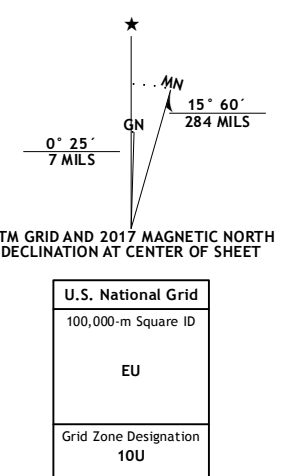 ★
MN
15° 60´
284 MILS
GN
0° 25´
7 MILS
TM GRID AND 2017 MAGNETIC NORTH
DECLINATION AT CENTER OF SHEET
U.S. National Grid
100,000-m Square ID
EU
Grid Zone Designation
10U